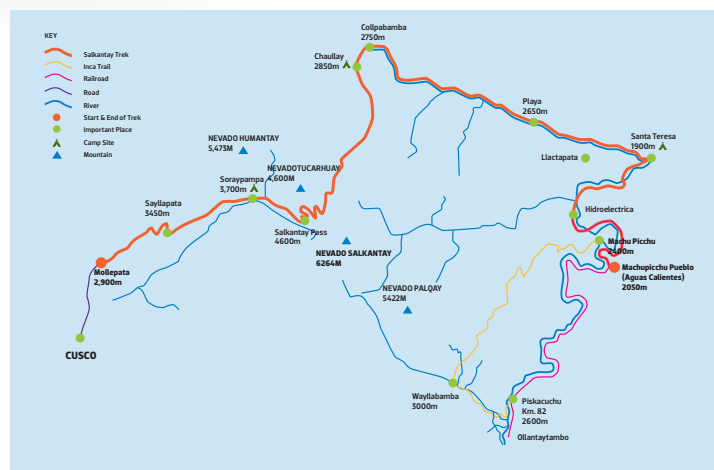 KEY
Salkantay Trek
Inca Trail
Railroad
Road
River
Start & End of Trek
Important Place
Camp Site
Mountain
Collpabamba
2750m
Chaullay
2850m
Playa
2650m
Santa Teresa
1900m
Llactapata
NEVADO HUMANTAY
5,473M
NEVADOTUCARHUAY
4,600M
Soraypampa
3,700m
Sayllapata
3450m
Salkantay Pass
4600m
Hidroelectrica
Machu Picchu
2400m
Machupicchu Pueblo
(Aguas Calientes)
2050m
NEVADO SALKANTAY
6264M
Mollepata
2,900m
NEVADO PALQAY
5422M
CUSCO
Wayllabamba
3000m
Piskacuchu
Km. 82
2600m
Ollantaytambo